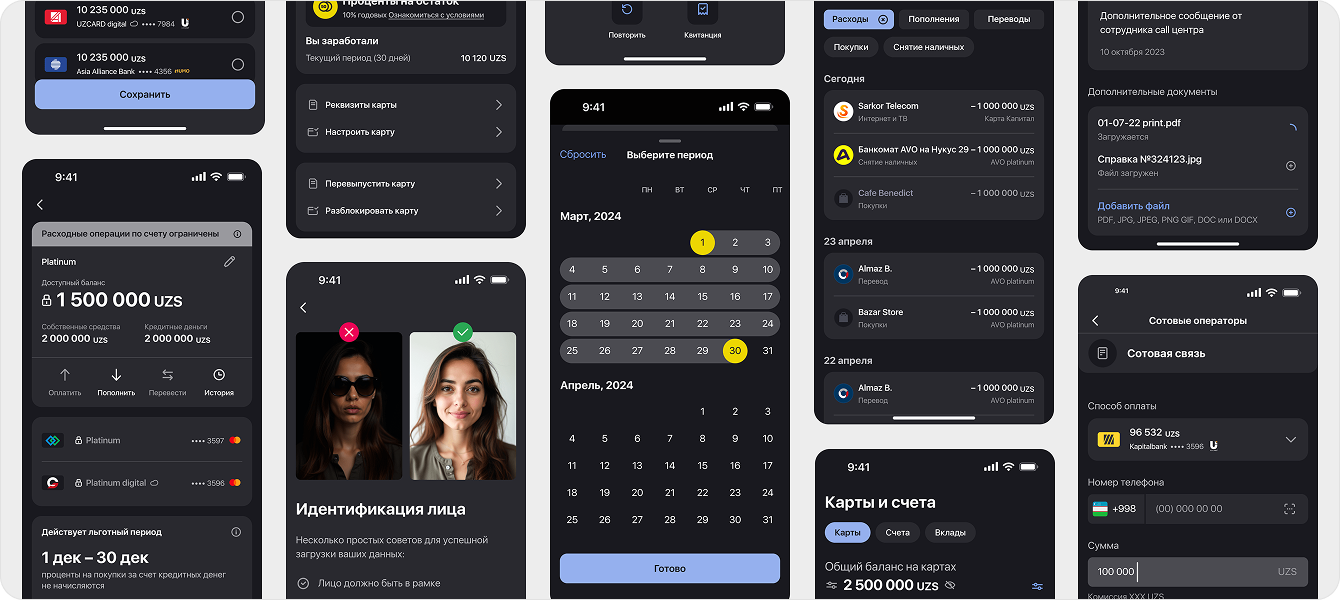 10 235 000 UZS
UZCARD digital •••• 7984
10 235 000 UZS
Asia Alliance Bank •••• 4356 HUMO
Сохранить
9:41
Расходные операции по счету ограничены
Platinum
Доступный баланс
1 500 000 UZS
Собственные средства
2 000 000 UZS
Кредитные деньги
2 000 000 UZS
Оплатить
Пополнить
Перевести
История
Platinum •••• 3597
Platinum digital •••• 3596
Действует льготный период
1 дек – 30 дек
проценты на покупки за счет кредитных денег
не начисляются
Проценты на остаток
10% годовых Ознакомиться с условиями
Вы заработали
Текущий период (30 дней) 10 120 UZS
Реквизиты карты
Настроить карту
Перевыпустить карту
Разблокировать карту
9:41
Идентификация лица
Несколько простых советов для успешной
загрузки ваших данных:
Лицо должно быть в рамке
Повторить
Квитанция
9:41
Сбросить
Выберите период
ПН ВТ СР ЧТ ПТ
Март, 2024
1 2 3
4 5 6 7 8 9 10
11 12 13 14 15 16 17
18 19 20 21 22 23 24
25 26 27 28 29 30 31
Апрель, 2024
1 2 3
4 5 6 7 8 9 10
11 12 13 14 15 16 17
18 19 20 21 22 23 24
25 26 27 28 29 30 31
Готово
Расходы
Пополнения
Переводы
Покупки
Снятие наличных
Сегодня
Sarkor Telecom – 1 000 000 UZS
Интернет и ТВ Карта Капитал
Банкомат AVO на Нукус 29 – 1 000 000 UZS
Снятие наличных AVO platinum
Cafe Benedict – 1 000 000 UZS
Покупки
23 апреля
Almaz B. – 1 000 000 UZS
Перевод AVO platinum
Bazar Store – 1 000 000 UZS
Покупки AVO platinum
22 апреля
Almaz B. – 1 000 000 UZS
Перевод AVO platinum
9:41
Карты и счета
Карты
Счета
Вклады
Общий баланс на картах
2 500 000 UZS
Дополнительное сообщение от
сотрудника call центра
10 октября 2023
Дополнительные документы
01-07-22 print.pdf
Загружается
Справка №324123.jpg
Файл загружен
Добавить файл
PDF, JPG, JPEG, PNG GIF, DOC или DOCX
9:41
Сотовые операторы
Сотовая связь
Способ оплаты
96 532 UZS
Kapitalbank •••• 3596
Номер телефона
+998 (00) 000 00 00
Сумма
100 000 UZS
Комиссия XXX UZS